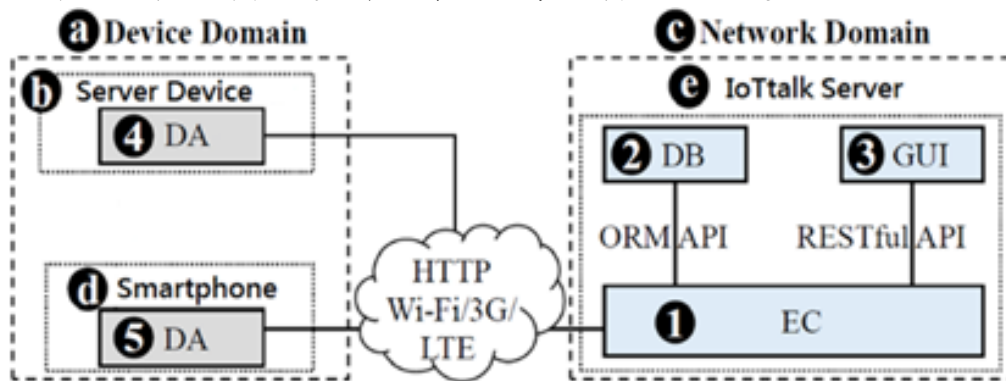 a Device Domain
c Network Domain
b Server Device
e IoTtalk Server
4 DA
2 DB
3 GUI
ORM API
RESTful API
d Smartphone
HTTP
Wi-Fi/3G/
LTE
5 DA
1 EC